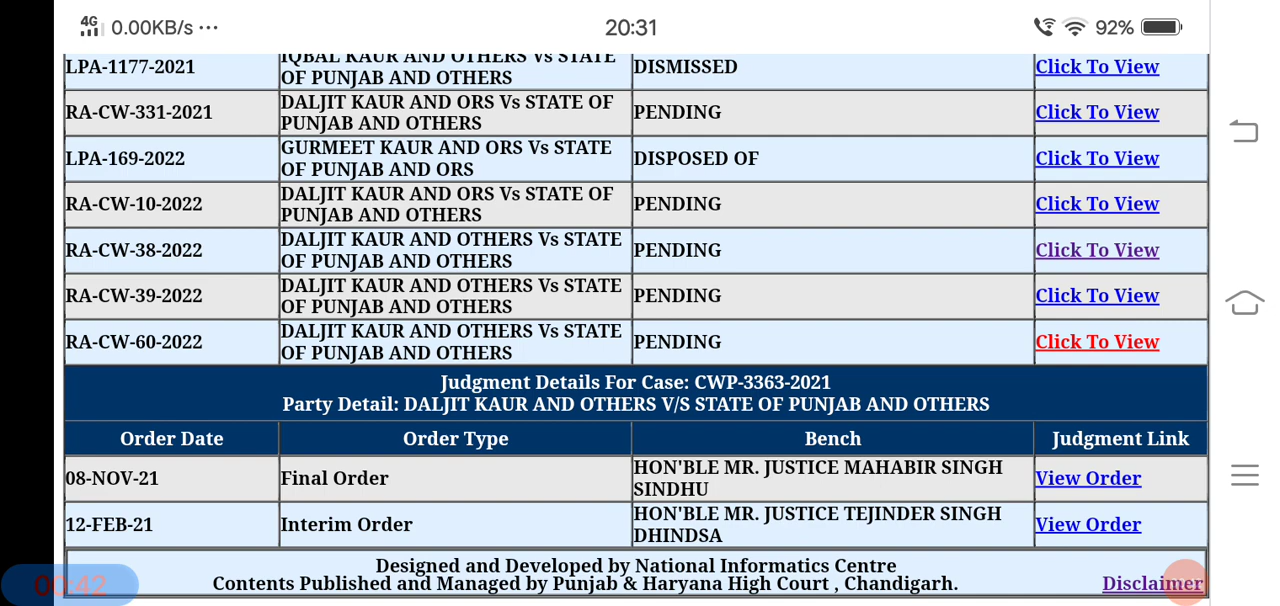 4G 0.00KB/s ... 20:31 92%
LPA-1177-2021 IQBAL KAUR AND OTHERS Vs STATE OF PUNJAB AND OTHERS DISMISSED Click To View
RA-CW-331-2021 DALJIT KAUR AND ORS Vs STATE OF PUNJAB AND OTHERS PENDING Click To View
LPA-169-2022 GURMEET KAUR AND ORS Vs STATE OF PUNJAB AND ORS DISPOSED OF Click To View
RA-CW-10-2022 DALJIT KAUR AND ORS Vs STATE OF PUNJAB AND OTHERS PENDING Click To View
RA-CW-38-2022 DALJIT KAUR AND OTHERS Vs STATE OF PUNJAB AND OTHERS PENDING Click To View
RA-CW-39-2022 DALJIT KAUR AND OTHERS Vs STATE OF PUNJAB AND OTHERS PENDING Click To View
RA-CW-60-2022 DALJIT KAUR AND OTHERS Vs STATE OF PUNJAB AND OTHERS PENDING Click To View
Judgment Details For Case: CWP-3363-2021
Party Detail: DALJIT KAUR AND OTHERS V/S STATE OF PUNJAB AND OTHERS
Order Date Order Type Bench Judgment Link
08-NOV-21 Final Order HON'BLE MR. JUSTICE MAHABIR SINGH SINDHU View Order
12-FEB-21 Interim Order HON'BLE MR. JUSTICE TEJINDER SINGH DHINDSA View Order
Designed and Developed by National Informatics Centre
Contents Published and Managed by Punjab & Haryana High Court , Chandigarh. Disclaimer
00:42